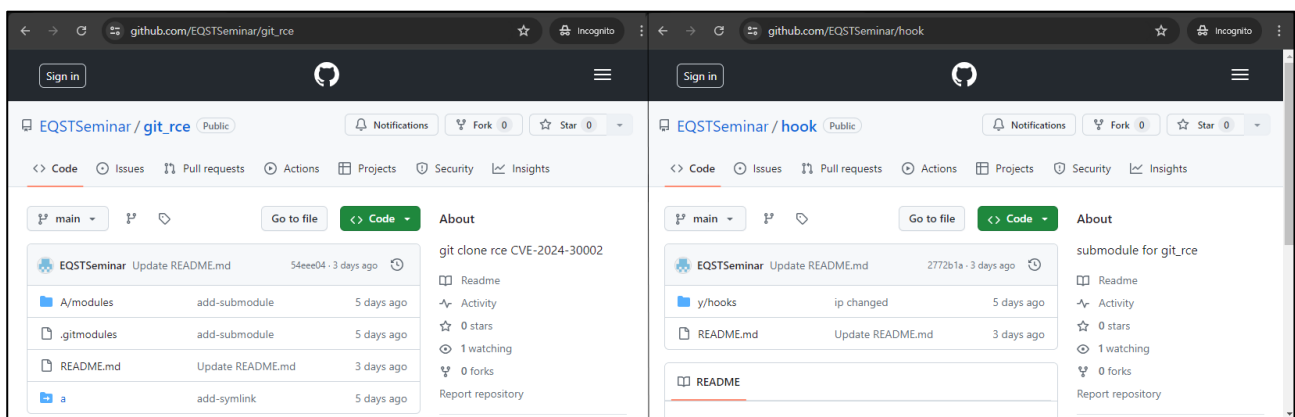 github.com/EQSTSeminar/git_rce
Incognito
Sign in
EQSTSeminar / git_rce Public
Notifications
Fork 0
Star 0
Code
Issues
Pull requests
Actions
Projects
Security
Insights
main
Go to file
Code
EQSTSeminar Update README.md 54eee04 · 3 days ago
A/modules add-submodule 5 days ago
.gitmodules add-submodule 5 days ago
README.md Update README.md 3 days ago
a add-symlink 5 days ago
About
git clone rce CVE-2024-30002
Readme
Activity
0 stars
1 watching
0 forks
Report repository
github.com/EQSTSeminar/hook
Incognito
Sign in
EQSTSeminar / hook Public
Notifications
Fork 0
Star 0
Code
Issues
Pull requests
Actions
Projects
Security
Insights
main
Go to file
Code
EQSTSeminar Update README.md 2772b1a · 3 days ago
y/hooks ip changed 5 days ago
README.md Update README.md 3 days ago
README
About
submodule for git_rce
Readme
Activity
0 stars
1 watching
0 forks
Report repository